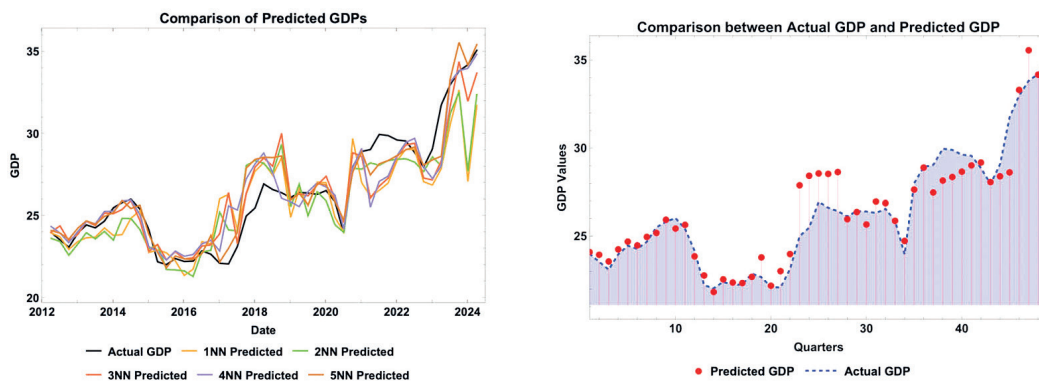 Comparison of Predicted GDPs
35
30
25
20
GDP
2012 2014 2016 2018 2020 2022 2024
Date
Actual GDP 1NN Predicted 2NN Predicted
3NN Predicted 4NN Predicted 5NN Predicted
Comparison between Actual GDP and Predicted GDP
35
30
25
GDP Values
10 20 30 40
Quarters
Predicted GDP Actual GDP